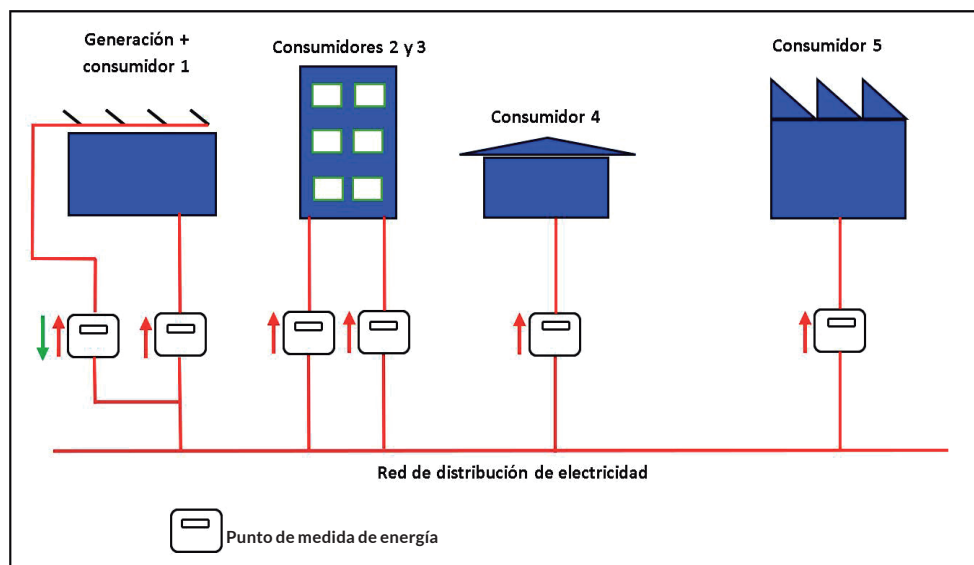 Generación +
consumidor 1
Consumidores 2 y 3
Consumidor 4
Consumidor 5
Red de distribución de electricidad
Punto de medida de energía